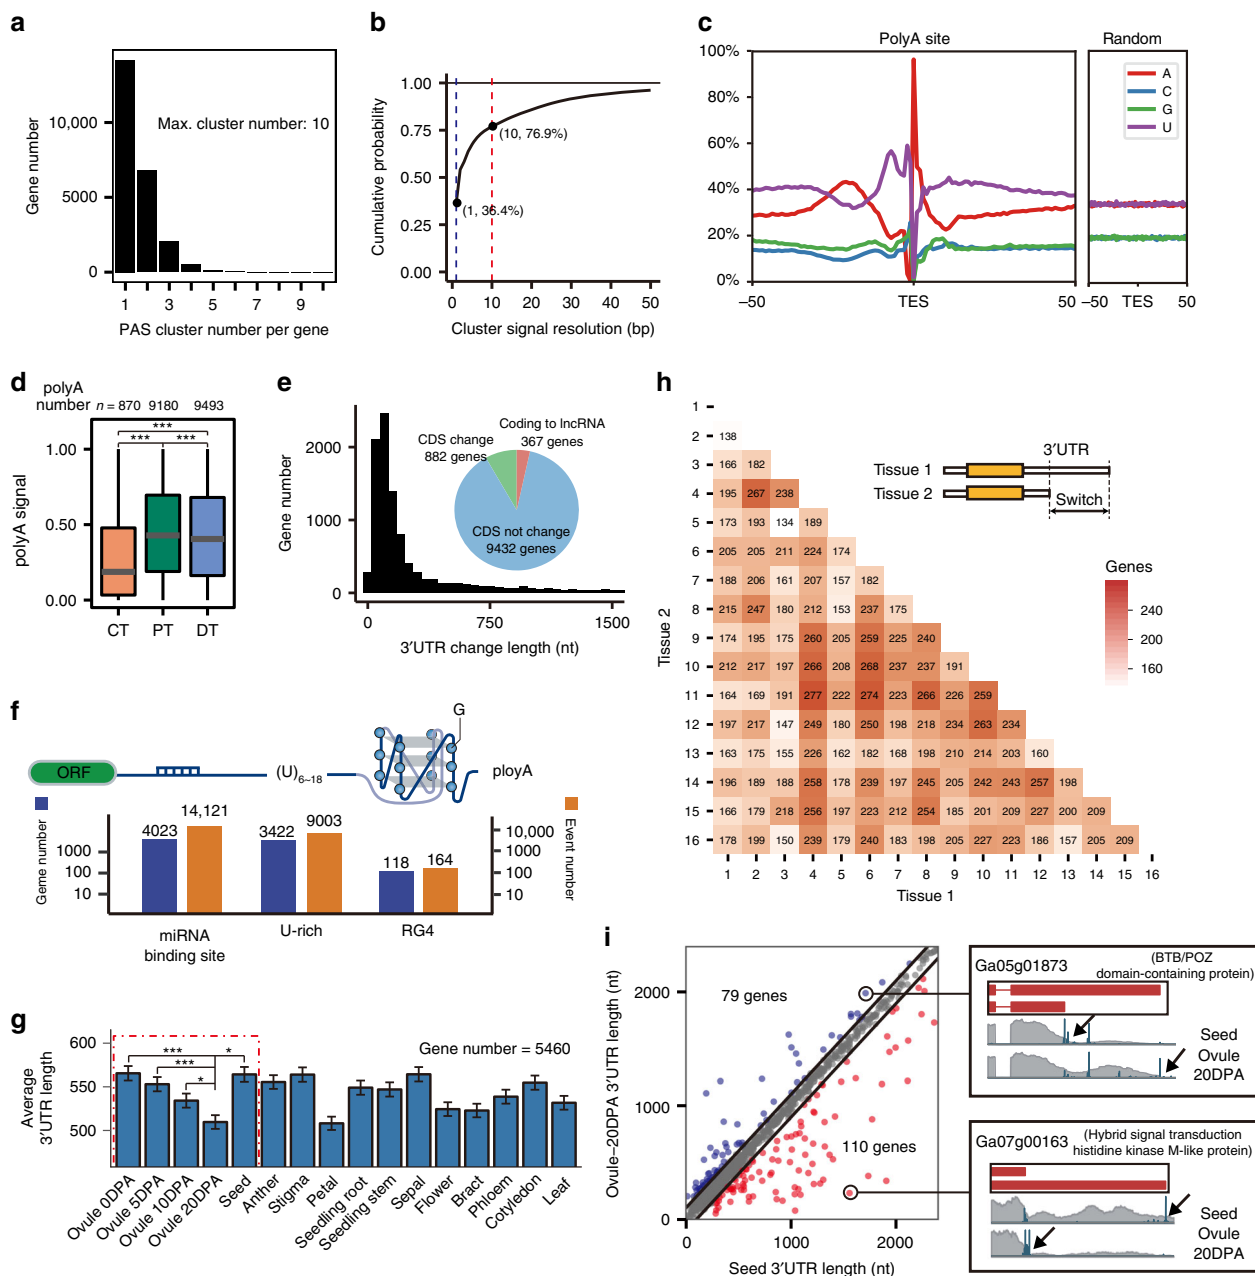 a
Gene number
10,000
5000
0
Max. cluster number: 10
1 3 5 7 9
PAS cluster number per gene
b
Cumulative probability
1.00
0.75
0.50
0.25
0.00
(10, 76.9%)
(1, 36.4%)
0 10 20 30 40 50
Cluster signal resolution (bp)
c
PolyA site
Random
100%
80%
60%
40%
20%
0%
A
C
G
U
–50 TES 50
–50 TES 50
d
polyA
number
n = 870 9180 9493
polyA signal
1.00
0.50
0.00
***
*** ***
CT PT DT
e
Gene number
2000
1000
0
Coding to lncRNA
367 genes
CDS change
882 genes
CDS not change
9432 genes
0 750 1500
3′UTR change length (nt)
f
ORF
(U)6~18
G
ployA
Geme number
1000
100
10
4023
14,121
3422
9003
118
164
10,000
1000
100
10
Event number
miRNA
binding site
U-rich
RG4
g
Average
3′UTR length
600
550
500
*** *
***
*
Gene number = 5460
Ovule 0DPA
Ovule 5DPA
Ovule 10DPA
Ovule 20DPA
Seed
Anther
Stigma
Petal
Seedling root
Seedling stem
Sepal
Flower
Bract
Phloem
Cotyledon
Leaf
h
Tissue 2
1
2 138
3 166 182
4 195 267 238
5 173 193 134 189
6 205 205 211 224 174
7 188 206 161 207 157 182
8 215 247 180 212 153 237 175
9 174 195 175 260 205 259 225 240
10 212 217 197 266 208 268 237 237 191
11 164 169 191 277 222 274 223 266 226 259
12 197 217 147 249 180 250 198 218 234 263 234
13 163 175 155 226 162 182 168 198 210 214 203 160
14 196 189 188 258 178 239 197 245 205 242 243 257 198
15 166 179 218 256 197 223 212 254 185 201 209 227 200 209
16 178 199 150 239 179 240 183 198 205 227 223 186 157 205 209
1 2 3 4 5 6 7 8 9 10 11 12 13 14 15 16
Tissue 1
3′UTR
Tissue 1
Tissue 2
Switch
Genes
240
200
160
i
Ovule–20DPA 3′UTR length (nt)
2000
1000
0
79 genes
110 genes
0 1000 2000
Seed 3′UTR length (nt)
Ga05g01873
(BTB/POZ
domain-containing protein)
Seed
Ovule
20DPA
Ga07g00163
(Hybrid signal transduction
histidine kinase M-like protein)
Seed
Ovule
20DPA